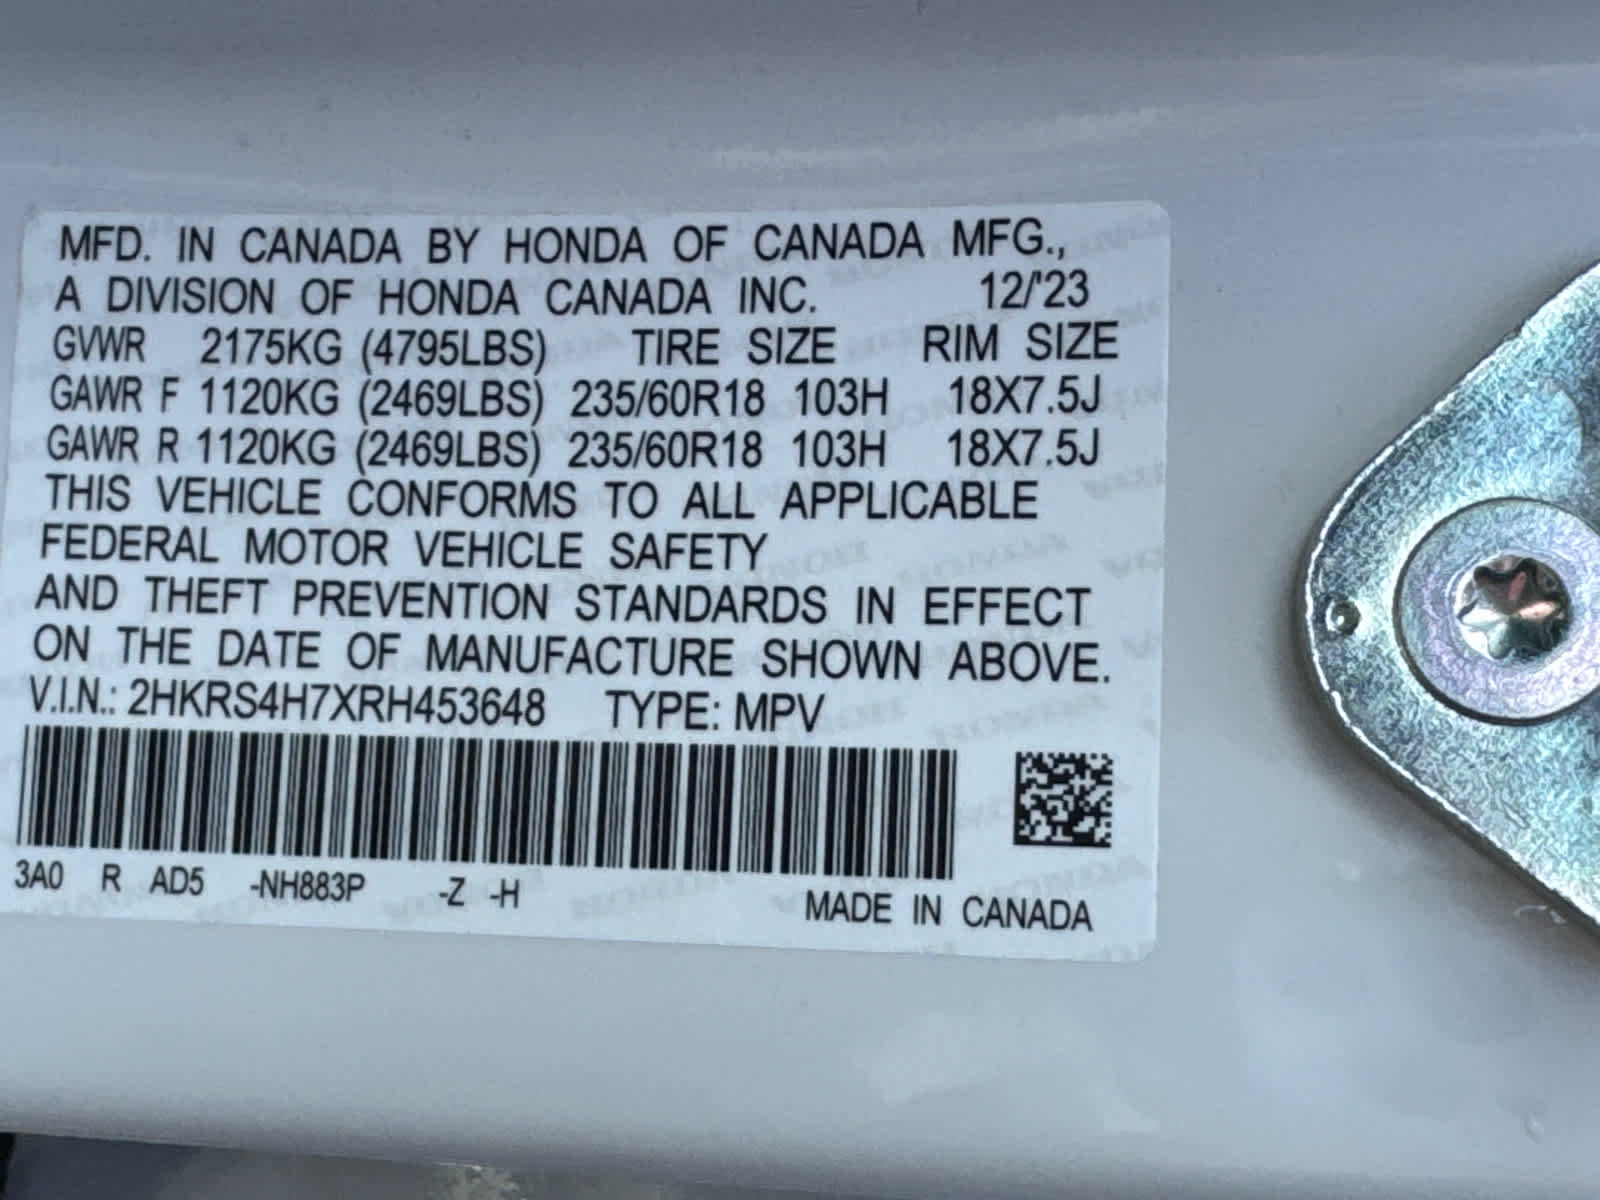 MFD. IN CANADA BY HONDA OF CANADA MFG.,
A DIVISION OF HONDA CANADA INC. 12/'23
GVWR 2175KG (4795LBS) TIRE SIZE RIM SIZE
GAWR F 1120KG (2469LBS) 235/60R18 103H 18X7.5J
GAWR R 1120KG (2469LBS) 235/60R18 103H 18X7.5J
THIS VEHICLE CONFORMS TO ALL APPLICABLE
FEDERAL MOTOR VEHICLE SAFETY
AND THEFT PREVENTION STANDARDS IN EFFECT
ON THE DATE OF MANUFACTURE SHOWN ABOVE.
V.I.N.: 2HKRS4H7XRH453648 TYPE: MPV
3A0 R AD5 -NH883P -Z -H
MADE IN CANADA